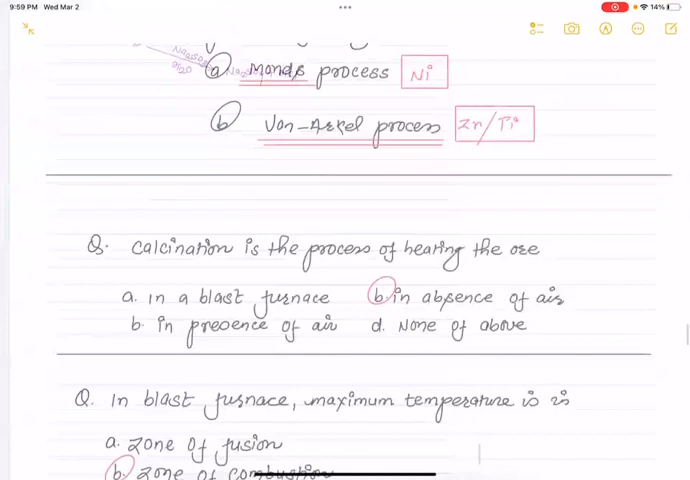 9:59 PM Wed Mar 2
14%
a Monds process Ni
b Von-Arkel process Zr/Ti
Q. Calcination is the process of heating the ore
a. in a blast furnace b. in absence of air
b. in presence of air d. None of above
Q. In blast furnace, maximum temperature is in
a. zone of fusion
b. zone of combustion